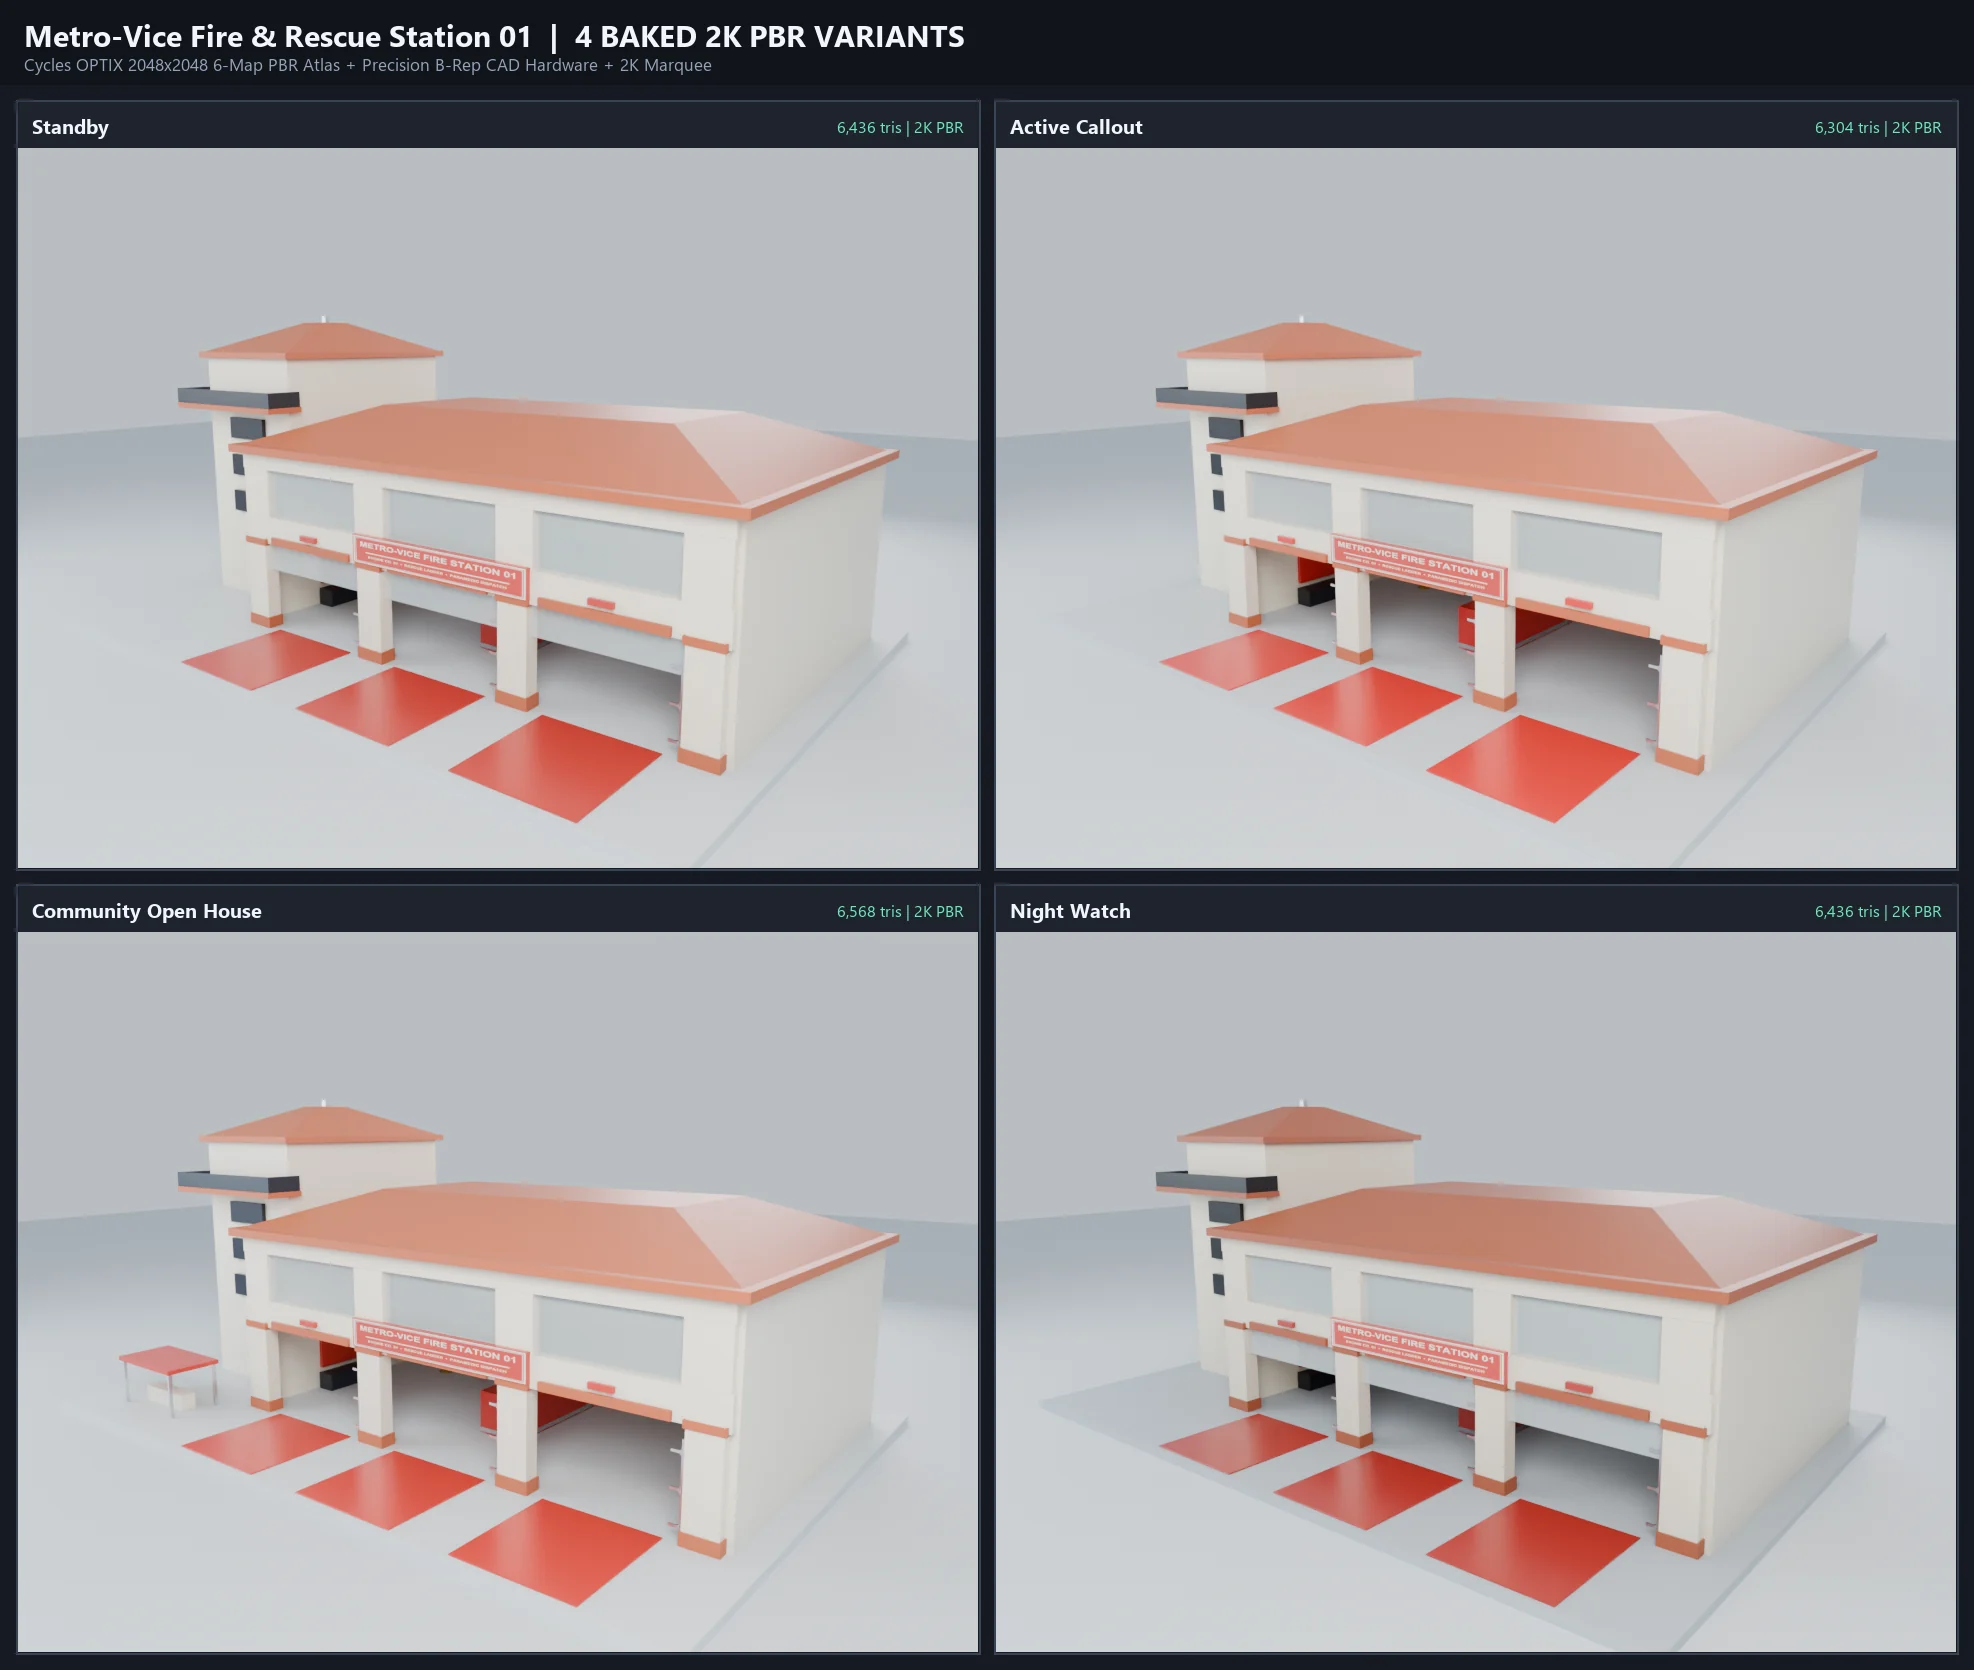 Metro-Vice Fire & Rescue Station 01 | 4 BAKED 2K PBR VARIANTS
Cycles OPTIX 2048x2048 6-Map PBR Atlas + Precision B-Rep CAD Hardware + 2K Marquee
Standby
6,436 tris | 2K PBR
METRO-VICE FIRE STATION 01
Active Callout
6,304 tris | 2K PBR
METRO-VICE FIRE STATION 01
Community Open House
6,568 tris | 2K PBR
METRO-VICE FIRE STATION 01
Night Watch
6,436 tris | 2K PBR
METRO-VICE FIRE STATION 01